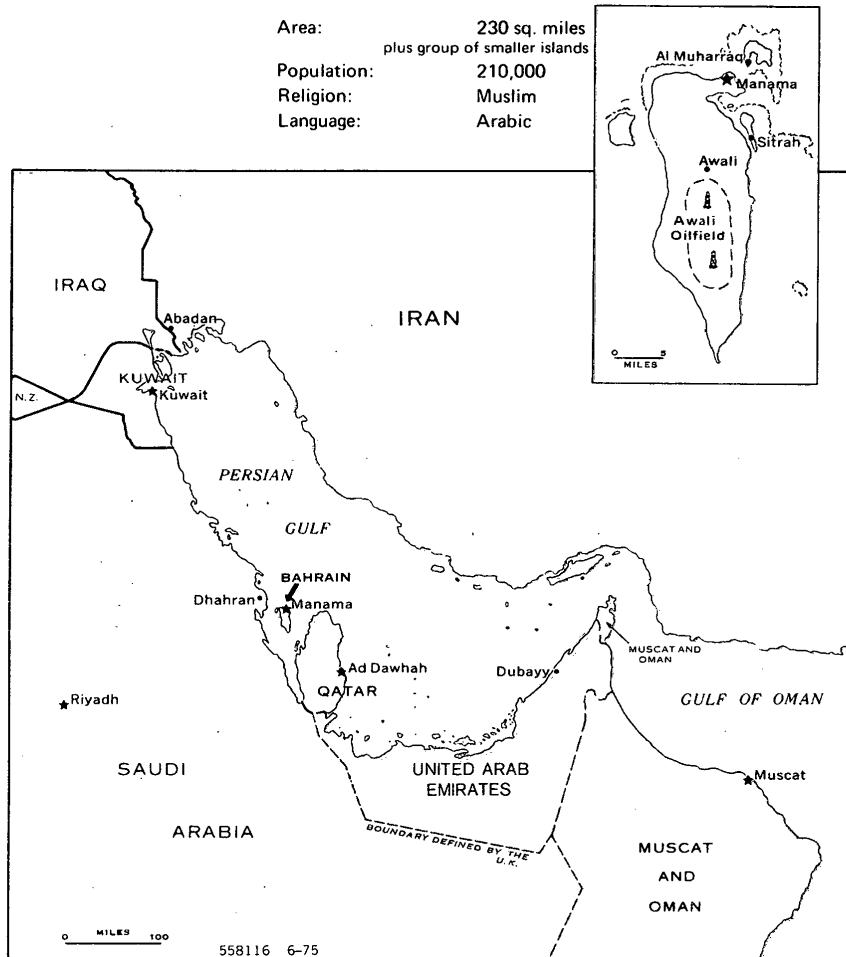 Area: 230 sq. miles
plus group of smaller islands
Population: 210,000
Religion: Muslim
Language: Arabic
Al Muharraq
Manama
Sitrah
Awali
Awali
Oilfield
0 5
MILES
IRAQ
Abadan
IRAN
KUWAIT
Kuwait
N.Z.
PERSIAN
GULF
BAHRAIN
Dhahran
Manama
MUSCAT AND
OMAN
Ad Dawhah
Dubayy
QATAR
Riyadh
GULF OF OMAN
SAUDI
ARABIA
UNITED ARAB
EMIRATES
Muscat
BOUNDARY DEFINED BY THE
U.K.
MUSCAT
AND
OMAN
0 MILES 100
558116 6-75